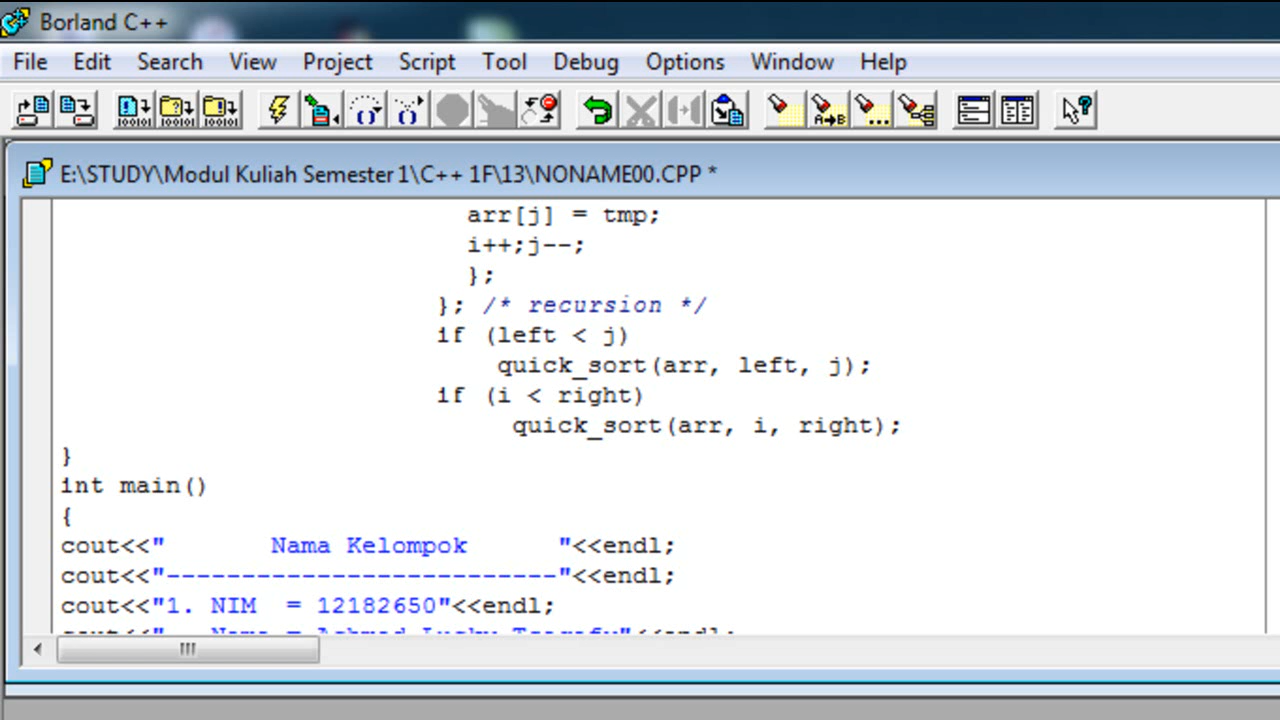 Borland C++
File Edit Search View Project Script Tool Debug Options Window Help
E:\STUDY\Modul Kuliah Semester 1\C++ 1F\13\NONAME00.CPP *
arr[j] = tmp;
i++;j--;
};
}; /* recursion */
if (left < j)
quick_sort(arr, left, j);
if (i < right)
quick_sort(arr, i, right);
}
int main()
{
cout<<"       Nama Kelompok      "<<endl;
cout<<"--------------------------"<<endl;
cout<<"1. NIM  = 12182650"<<endl;
cout<<"   Nama =